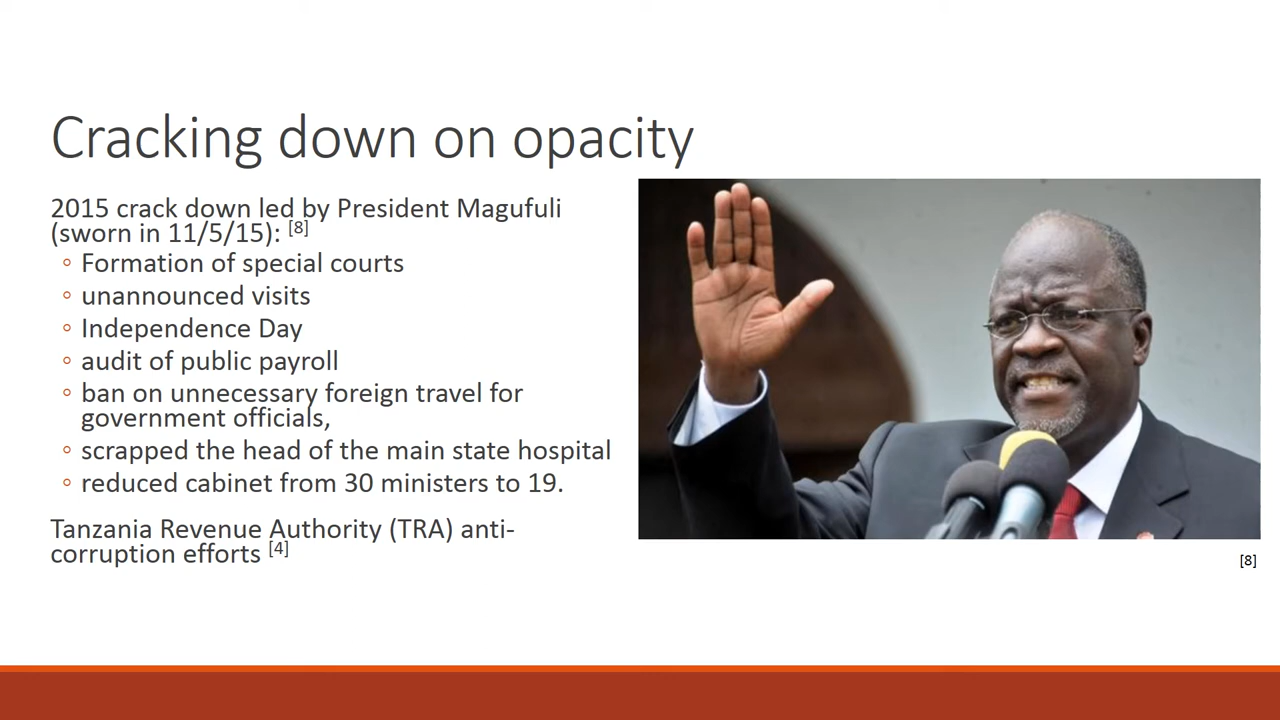 Cracking down on opacity
2015 crack down led by President Magufuli
(sworn in 11/5/15): [8]
◦ Formation of special courts
◦ unannounced visits
◦ Independence Day
◦ audit of public payroll
◦ ban on unnecessary foreign travel for
government officials,
◦ scrapped the head of the main state hospital
◦ reduced cabinet from 30 ministers to 19.
Tanzania Revenue Authority (TRA) anti-
corruption efforts [4]
[8]